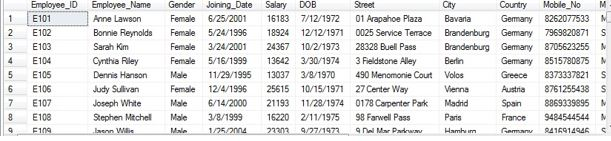 Employee_ID Employee_Name Gender Joining_Date Salary DOB Street City Country Mobile_No M
1 E101 Anne Lawson Female 6/25/2001 16183 7/12/1972 01 Arapahoe Plaza Bavaria Germany 8262077533
2 E102 Bonnie Reynolds Female 5/24/1996 18924 12/11/1971 0025 Service Terrace Brandenburg Germany 7969820871
3 E103 Sarah Kim Female 3/24/2001 24367 10/2/1973 28328 Buell Pass Brandenburg Germany 8705623255
4 E104 Cynthia Riley Female 5/16/1999 13642 3/30/1974 3 Fieldstone Alley Berlin Germany 8515780875
5 E105 Dennis Hanson Male 11/29/1995 13037 3/8/1970 490 Menomonie Court Volos Greece 8373337821
6 E106 Judy Sullivan Female 12/4/1996 25615 10/15/1971 27 Center Way Vienna Austria 8761255438
7 E107 Joseph White Male 6/14/2000 21193 11/28/1974 0178 Carpenter Park Madrid Spain 8869339895
8 E108 Stephen Mitchell Male 3/8/1999 16220 2/11/1975 98 Farwell Pass Paris France 9484544544
9 E109 Jason Willis Male 1/25/2004 23303 9/27/1973 9 Del Mar Parkway Hamburg Germany 8416914946